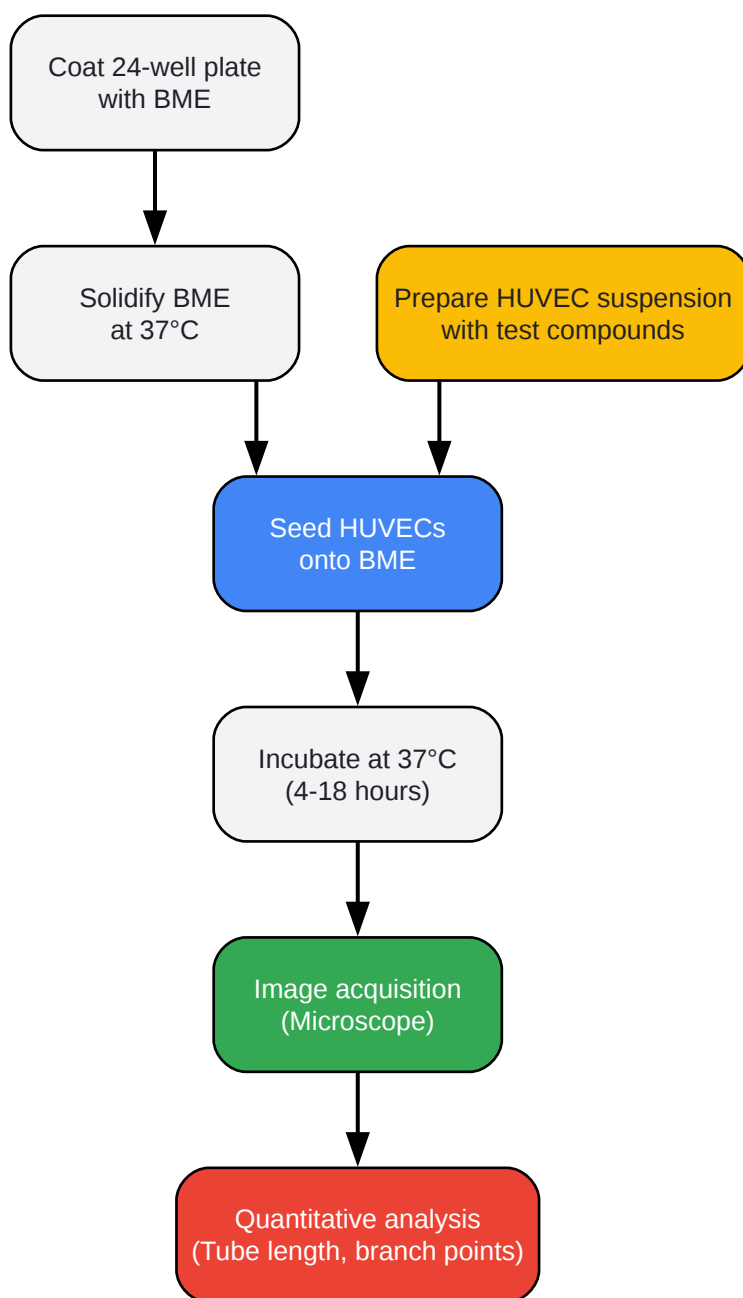 Coat 24-well plate
with BME
Solidify BME
at 37°C
Prepare HUVEC suspension
with test compounds
Seed HUVECs
onto BME
Incubate at 37°C
(4-18 hours)
Image acquisition
(Microscope)
Quantitative analysis
(Tube length, branch points)